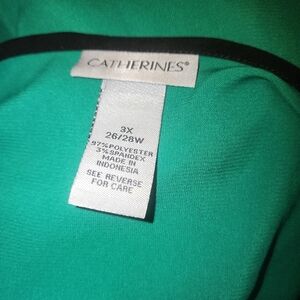 CATHERINES®
3X
26/28W
97% POLYESTER
3% SPANDEX
MADE IN
INDONESIA
SEE REVERSE
FOR CARE